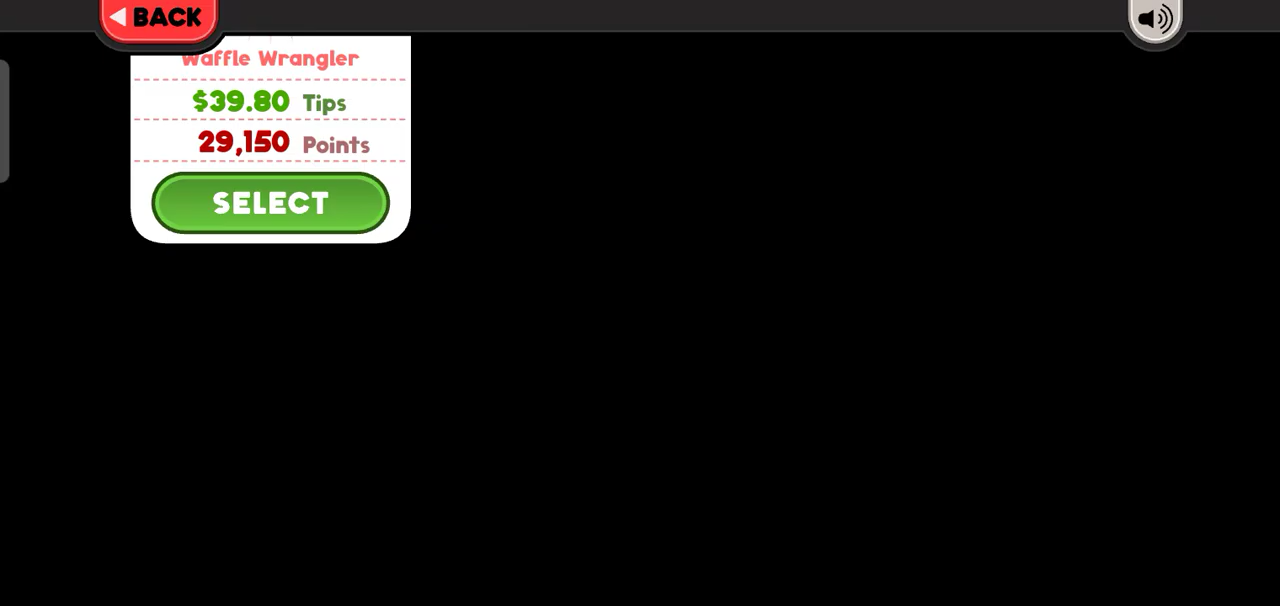 BACK
Waffle Wrangler
$39.80 Tips
29,150 Points
SELECT